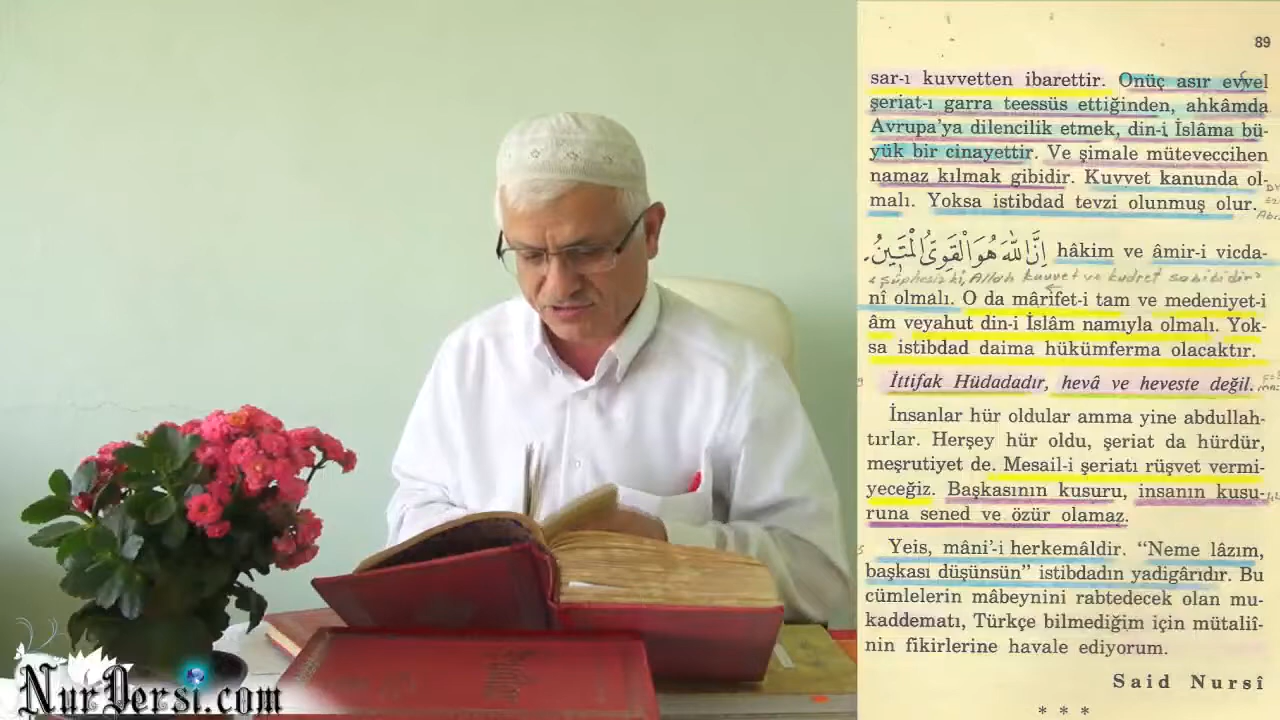 89
sar-ı kuvvetten ibarettir. Onüç asır evvel
şeriat-ı garra teessüs ettiğinden, ahkâmda
Avrupa'ya dilencilik etmek, din-i İslâma bü-
yük bir cinayettir. Ve şimale müteveccihen
namaz kılmak gibidir. Kuvvet kanunda ol-
malı. Yoksa istibdad tevzi olunmuş olur.
اِنَّ اللّٰهَ هُوَ الْقَوِىُّ الْمَتِينُ. hâkim ve âmir-i vicda-
"şüphesiz ki, Allah kuvvet ve kudret sahibidir"
nî olmalı. O da mârifet-i tam ve medeniyet-i
âm veyahut din-i İslâm namıyla olmalı. Yok-
sa istibdad daima hükümferma olacaktır.
İttifak Hüdadadır, hevâ ve heveste değil.
İnsanlar hür oldular amma yine abdullah-
tırlar. Herşey hür oldu, şeriat da hürdür,
meşrutiyet de. Mesail-i şeriatı rüşvet vermi-
yeceğiz. Başkasının kusuru, insanın kusu-
runa sened ve özür olamaz.
Yeis, mâni'-i herkemâldir. "Neme lâzım,
başkası düşünsün" istibdadın yadigârıdır. Bu
cümlelerin mâbeynini rabtedecek olan mu-
kaddematı, Türkçe bilmediğim için mütaliî-
nin fikirlerine havale ediyorum.
Said Nursî
* * *
NurDersi.com